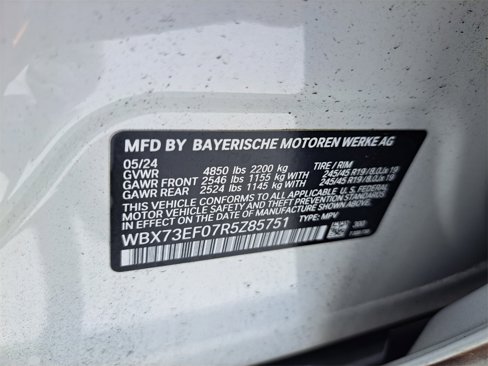 MFD BY BAYERISCHE MOTOREN WERKE AG
05/24
GVWR 4850 lbs 2200 kg TIRE / RIM:
GAWR FRONT 2546 lbs 1155 kg WITH 245/45 R19 /8.0Jx19
GAWR REAR 2524 lbs 1145 kg WITH 245/45 R19 /8.0Jx19
THIS VEHICLE CONFORMS TO ALL APPLICABLE U. S. FEDERAL
MOTOR VEHICLE SAFETY, BUMPER, AND THEFT PREVENTION
STANDARDS IN EFFECT ON THE DATE OF MANUFACTURE SHOWN ABOVE.
WBX73EF07R5Z85751 TYPE: MPV
300